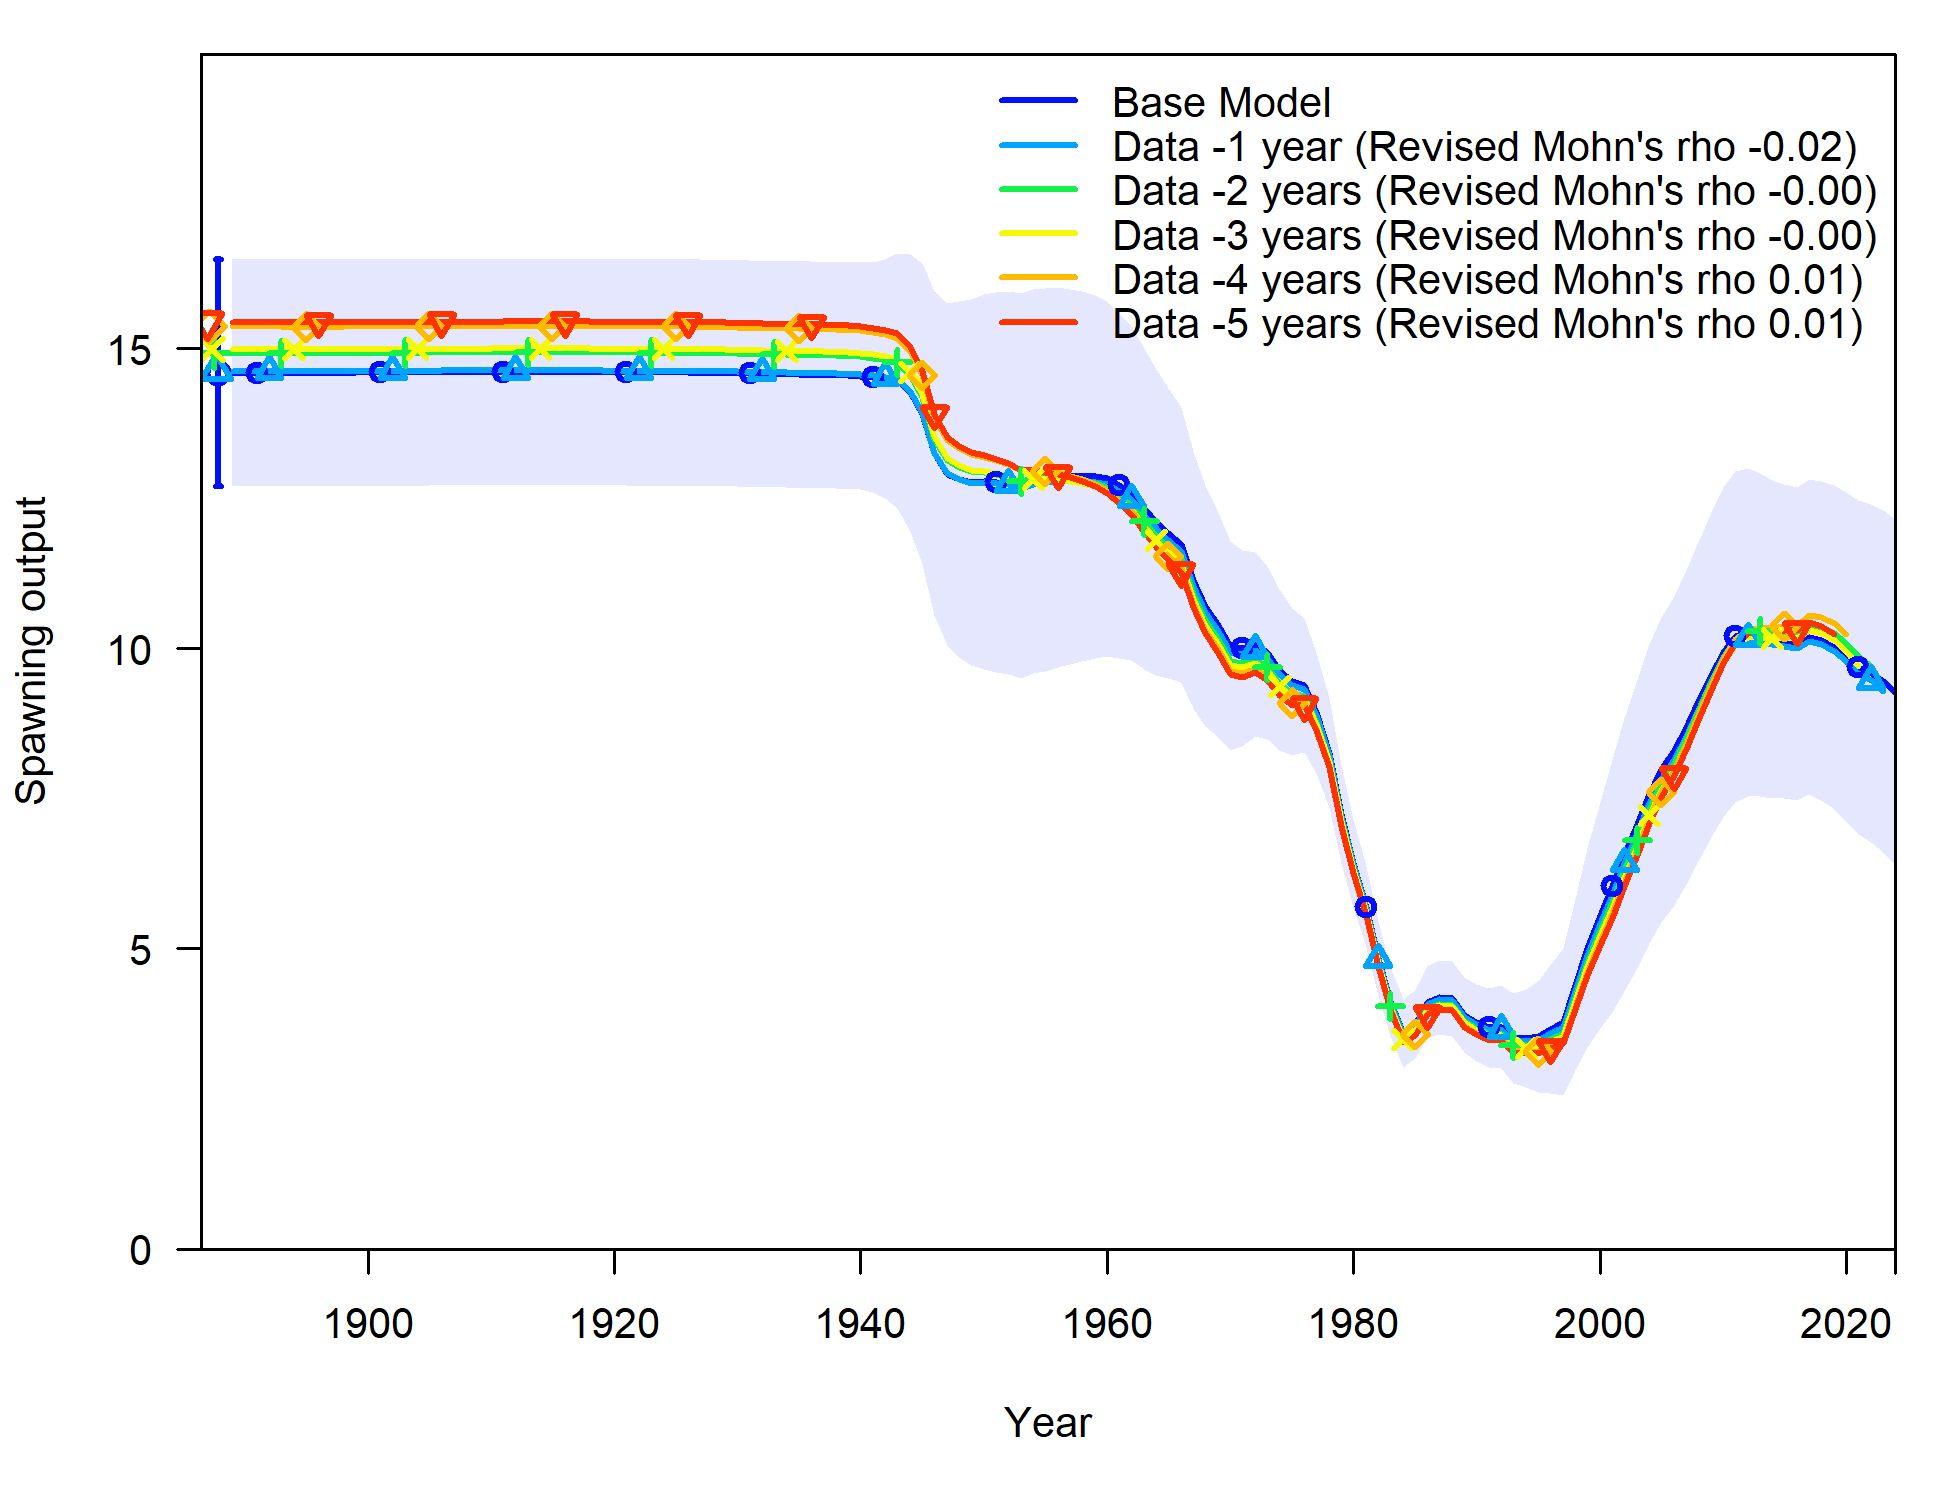 Base Model
Data -1 year (Revised Mohn's rho -0.02)
Data -2 years (Revised Mohn's rho -0.00)
Data -3 years (Revised Mohn's rho -0.00)
Data -4 years (Revised Mohn's rho 0.01)
Data -5 years (Revised Mohn's rho 0.01)
15
10
5
0
Spawning output
1900 1920 1940 1960 1980 2000 2020
Year